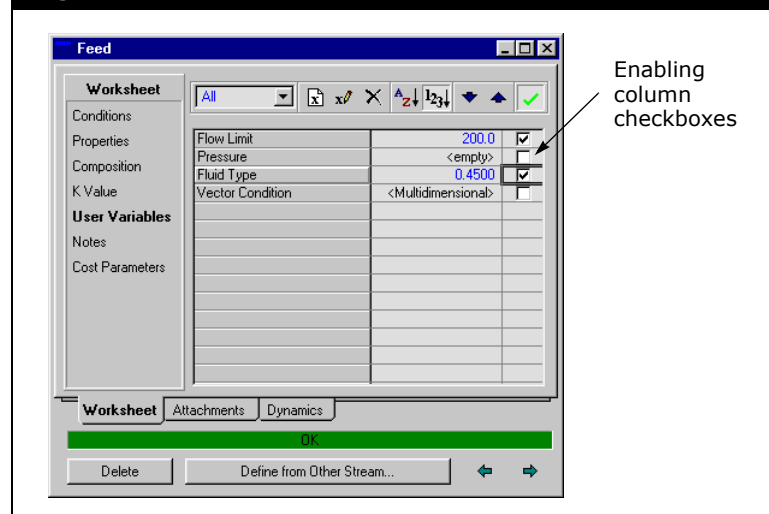 Feed
Worksheet
Conditions
Properties
Composition
K Value
User Variables
Notes
Cost Parameters
All
Flow Limit 200.0
Pressure <empty>
Fluid Type 0.4500
Vector Condition <Multidimensional>
Worksheet Attachments Dynamics
OK
Delete Define from Other Stream...
Enabling
column
checkboxes